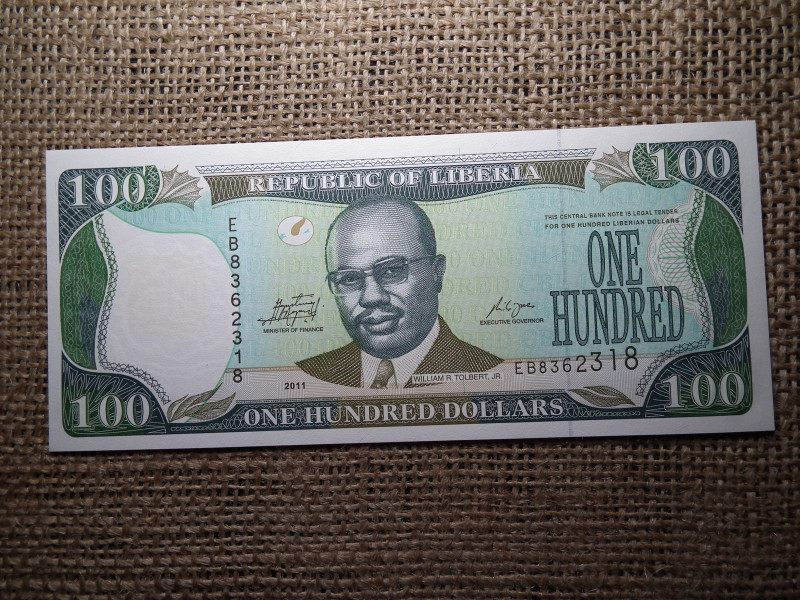 100
REPUBLIC OF LIBERIA
100
THIS CENTRAL BANK NOTE IS LEGAL TENDER
FOR ONE HUNDRED LIBERIAN DOLLARS
EB8362318
ONE
HUNDRED
MINISTER OF FINANCE
EXECUTIVE GOVERNOR
EB8362318
WILLIAM R. TOLBERT, JR.
2011
100
ONE HUNDRED DOLLARS
100